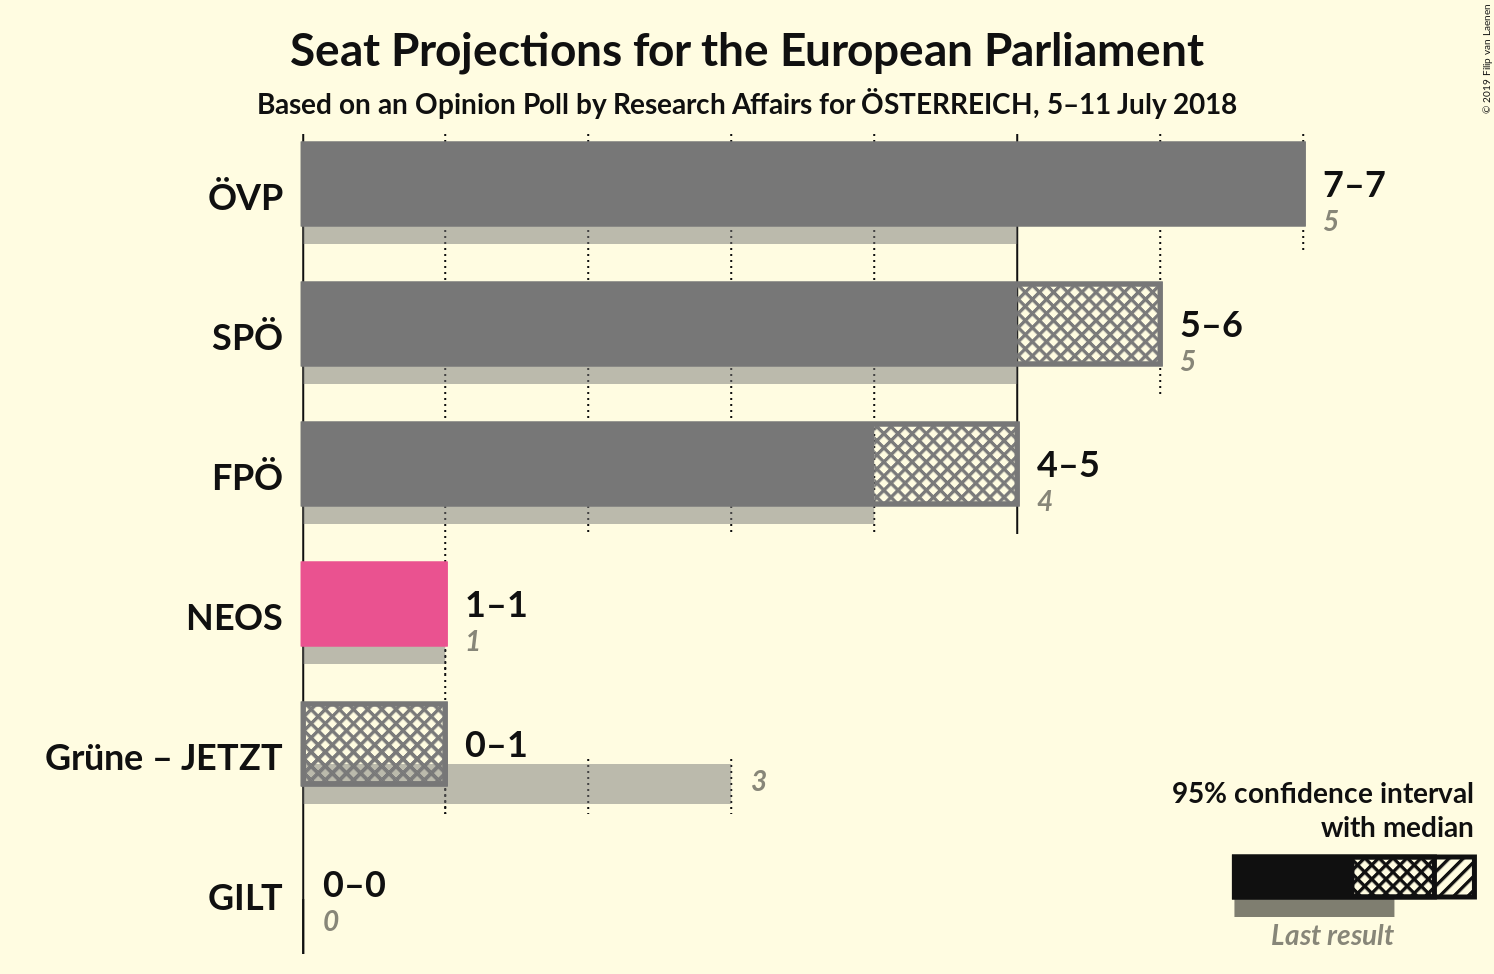 Seat Projections for the European Parliament
Based on an Opinion Poll by Research Affairs for ÖSTERREICH, 5–11 July 2018
© 2019 Filip van Laenen
ÖVP
7–7
5
SPÖ
5–6
5
FPÖ
4–5
4
NEOS
1–1
1
Grüne – JETZT
0–1
3
GILT
0–0
0
95% confidence interval
with median
Last result